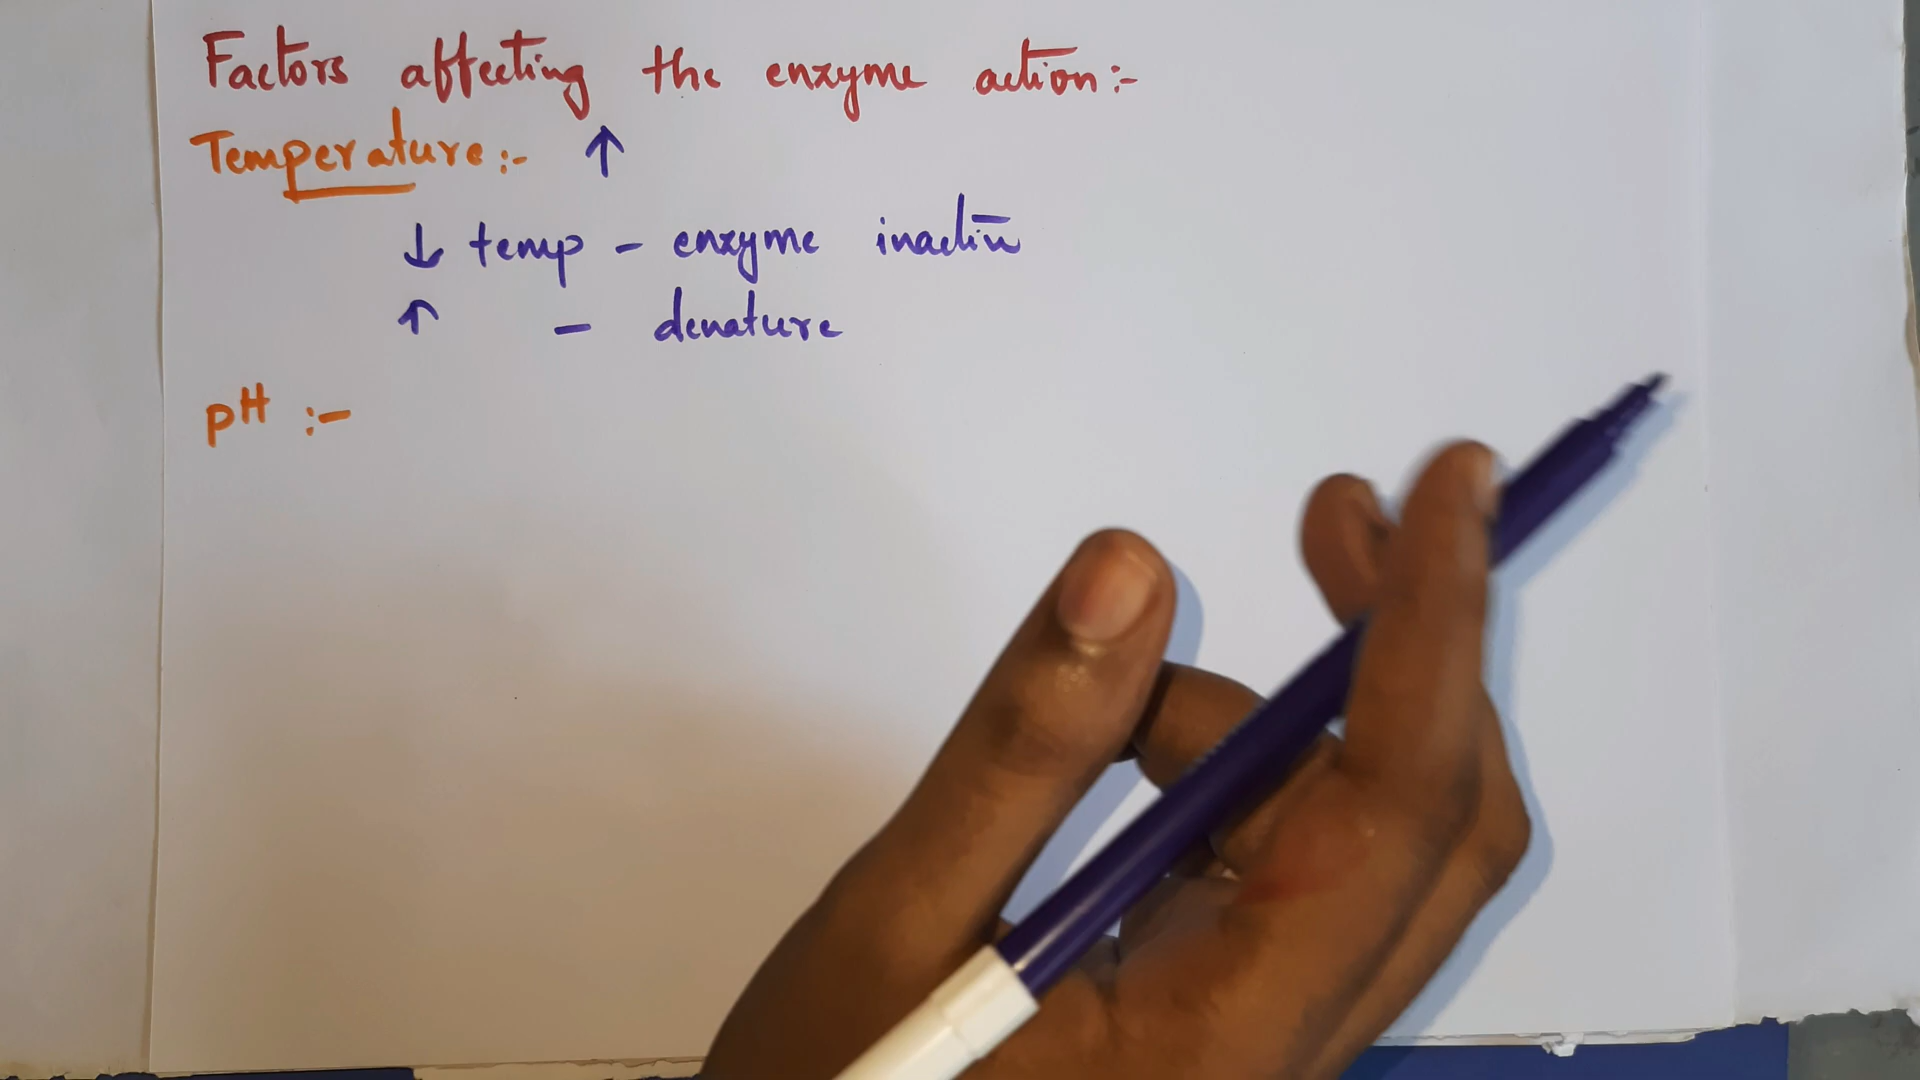 Factors affecting the enzyme action:-
Temperature:- ↑
↓ temp - enzyme inactive
↑ - denature
pH :-